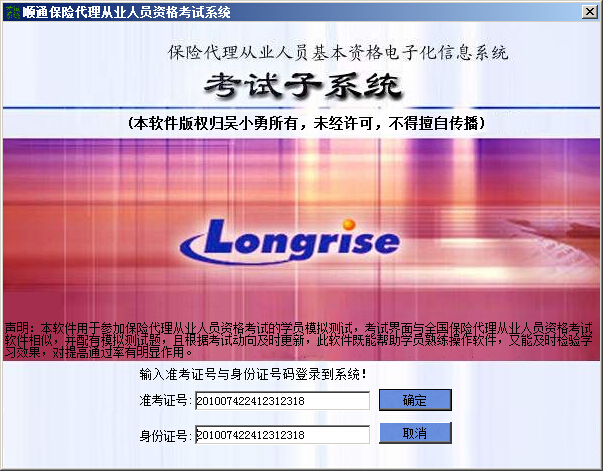 顺通保险代理从业人员资格考试系统
保险代理从业人员基本资格电子化信息系统
考试子系统
(本软件版权归吴小勇所有，未经许可，不得擅自传播)
Longrise
声明：本软件用于参加保险代理从业人员资格考试的学员模拟测试，考试界面与全国保险代理从业人员资格考试
软件相似，并配有模拟测试题，且根据考试动向及时更新，此软件既能帮助学员熟练操作软件，又能及时检验学
习效果，对提高通过率有明显作用。
输入准考证号与身份证号码登录到系统！
准考证号: 201007422412312318 确定
身份证号: 201007422412312318 取消